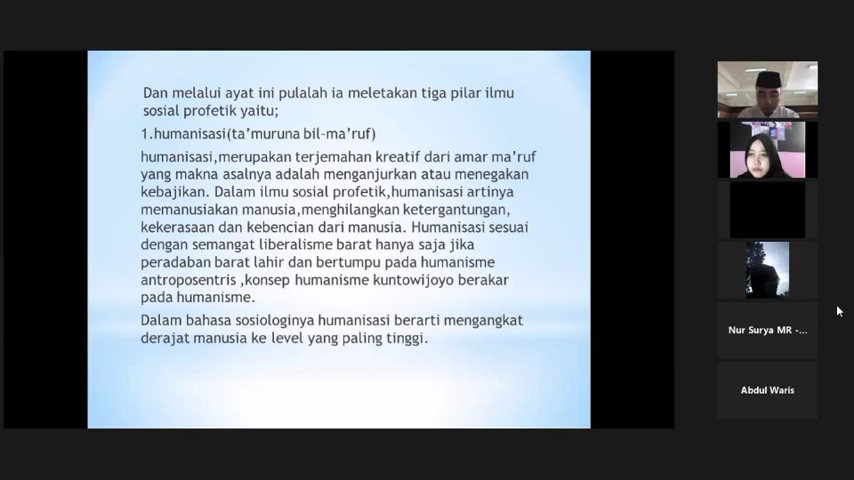 Dan melalui ayat ini pulalah ia meletakan tiga pilar ilmu
sosial profetik yaitu;
1.humanisasi(ta’muruna bil-ma’ruf)
humanisasi,merupakan terjemahan kreatif dari amar ma’ruf
yang makna asalnya adalah menganjurkan atau menegakan
kebajikan. Dalam ilmu sosial profetik,humanisasi artinya
memanusiakan manusia,menghilangkan ketergantungan,
kekerasaan dan kebencian dari manusia. Humanisasi sesuai
dengan semangat liberalisme barat hanya saja jika
peradaban barat lahir dan bertumpu pada humanisme
antroposentris ,konsep humanisme kuntowijoyo berakar
pada humanisme.
Dalam bahasa sosiologinya humanisasi berarti mengangkat
derajat manusia ke level yang paling tinggi.
Nur Surya MR -...
Abdul Waris